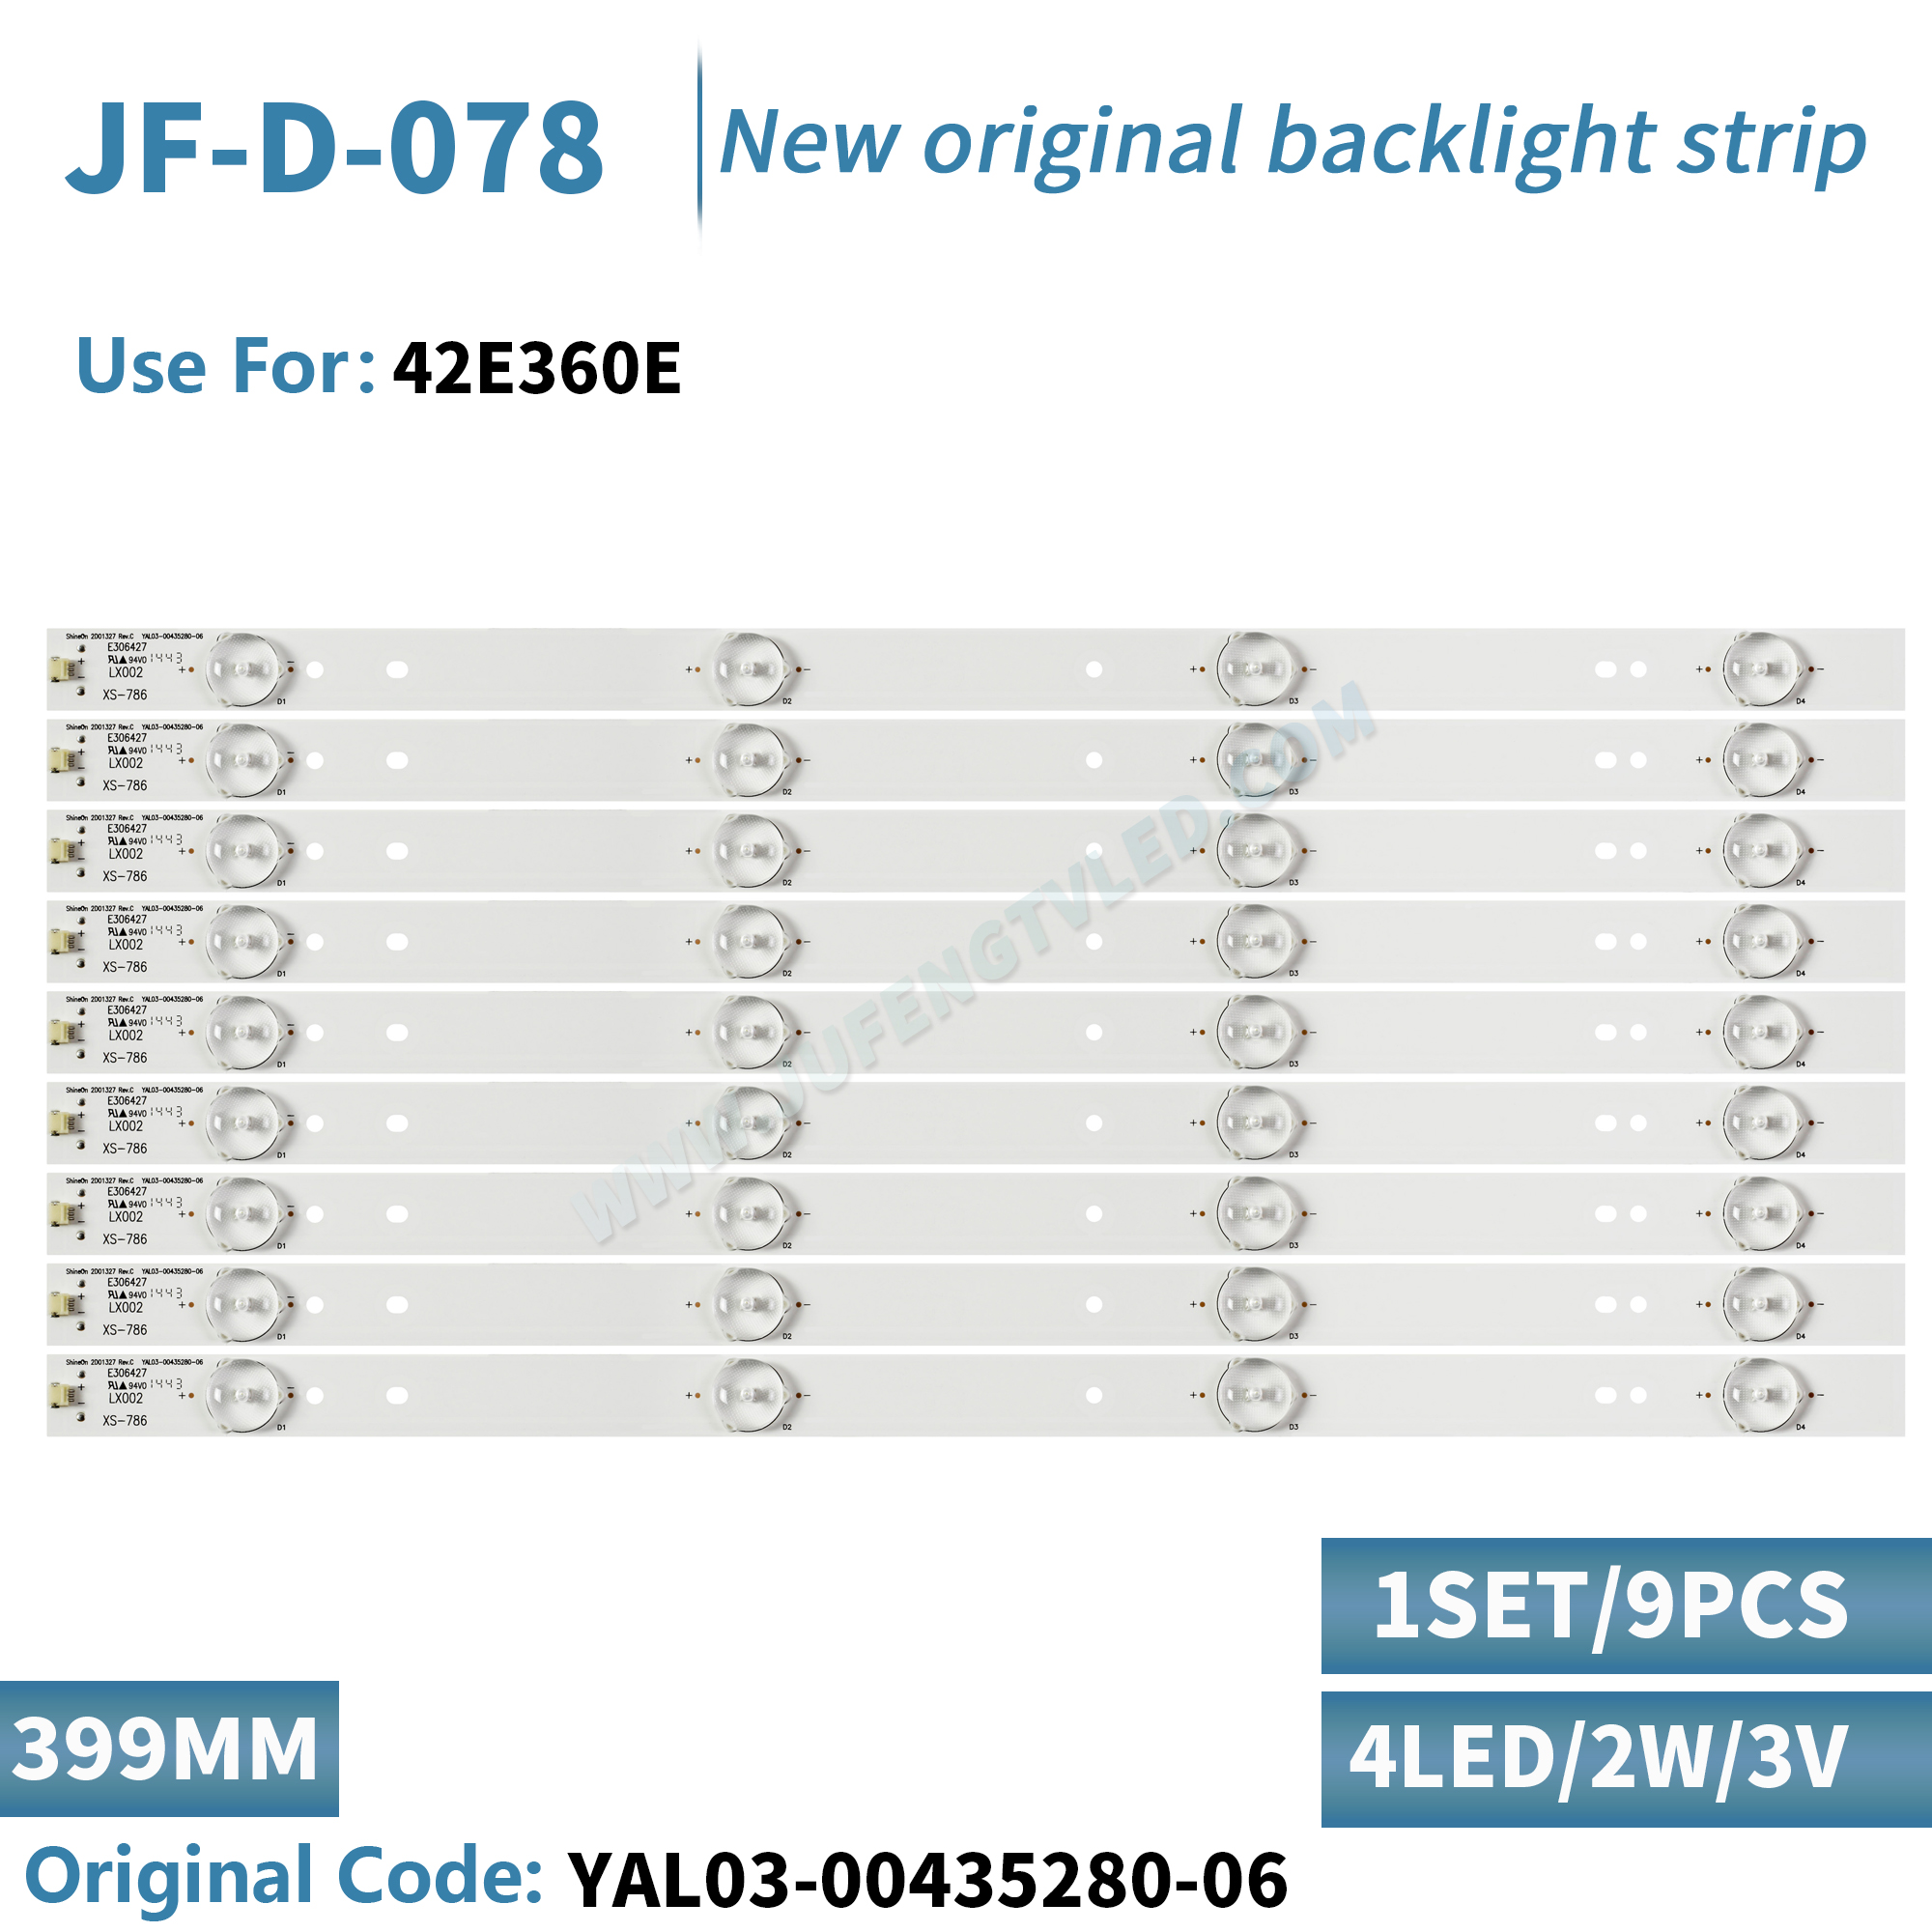 JF-D-078
New original backlight strip
Use For: 42E360E
ShineOn 2001327 Rev.C YAL03-00435280-06
E306427
94V0 1443
LX002
XS-786
+ - D1 + - D2 + - D3 + - D4
ShineOn 2001327 Rev.C YAL03-00435280-06
E306427
94V0 1443
LX002
XS-786
+ - D1 + - D2 + - D3 + - D4
ShineOn 2001327 Rev.C YAL03-00435280-06
E306427
94V0 1443
LX002
XS-786
+ - D1 + - D2 + - D3 + - D4
ShineOn 2001327 Rev.C YAL03-00435280-06
E306427
94V0 1443
LX002
XS-786
+ - D1 + - D2 + - D3 + - D4
ShineOn 2001327 Rev.C YAL03-00435280-06
E306427
94V0 1443
LX002
XS-786
+ - D1 + - D2 + - D3 + - D4
ShineOn 2001327 Rev.C YAL03-00435280-06
E306427
94V0 1443
LX002
XS-786
+ - D1 + - D2 + - D3 + - D4
ShineOn 2001327 Rev.C YAL03-00435280-06
E306427
94V0 1443
LX002
XS-786
+ - D1 + - D2 + - D3 + - D4
ShineOn 2001327 Rev.C YAL03-00435280-06
E306427
94V0 1443
LX002
XS-786
+ - D1 + - D2 + - D3 + - D4
ShineOn 2001327 Rev.C YAL03-00435280-06
E306427
94V0 1443
LX002
XS-786
+ - D1 + - D2 + - D3 + - D4
WWW.JUFENGTVLED.COM
1SET/9PCS
399MM
4LED/2W/3V
Original Code: YAL03-00435280-06